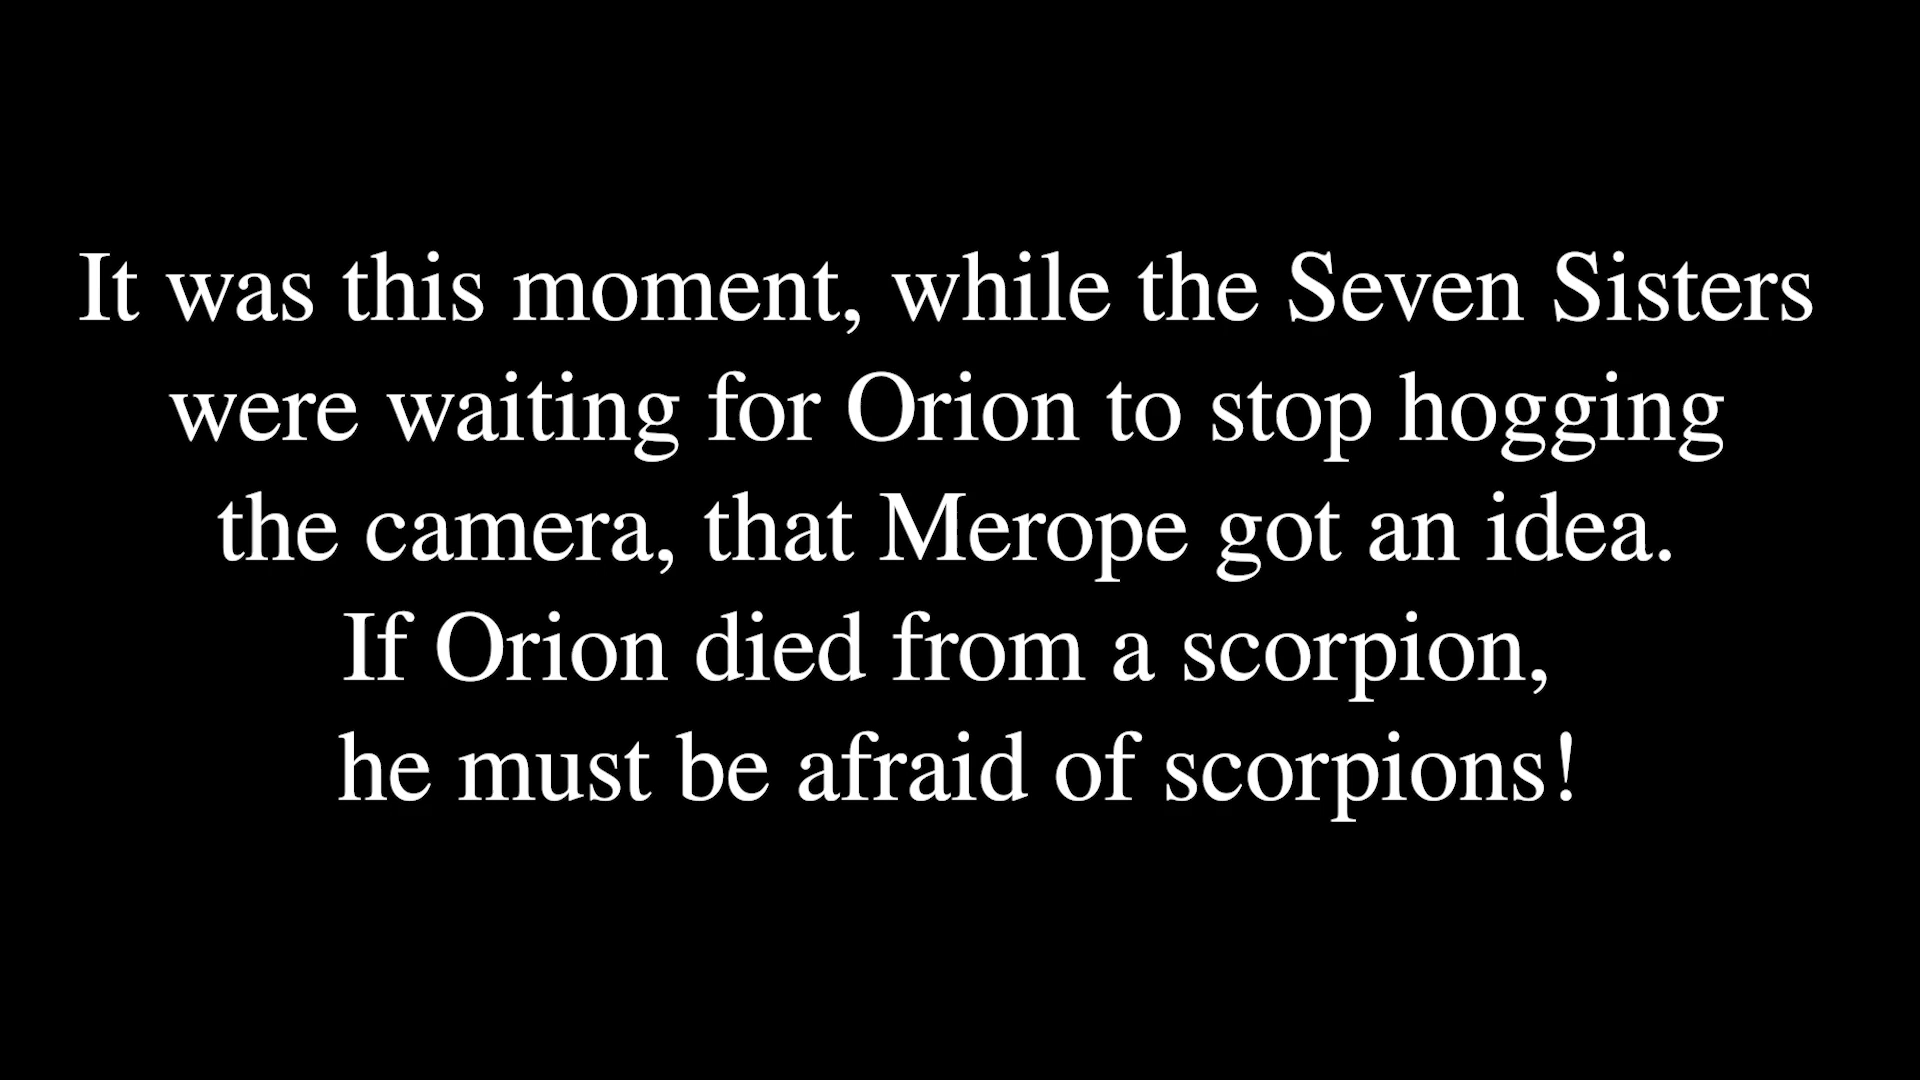 It was this moment, while the Seven Sisters
were waiting for Orion to stop hogging
the camera, that Merope got an idea.
If Orion died from a scorpion,
he must be afraid of scorpions!